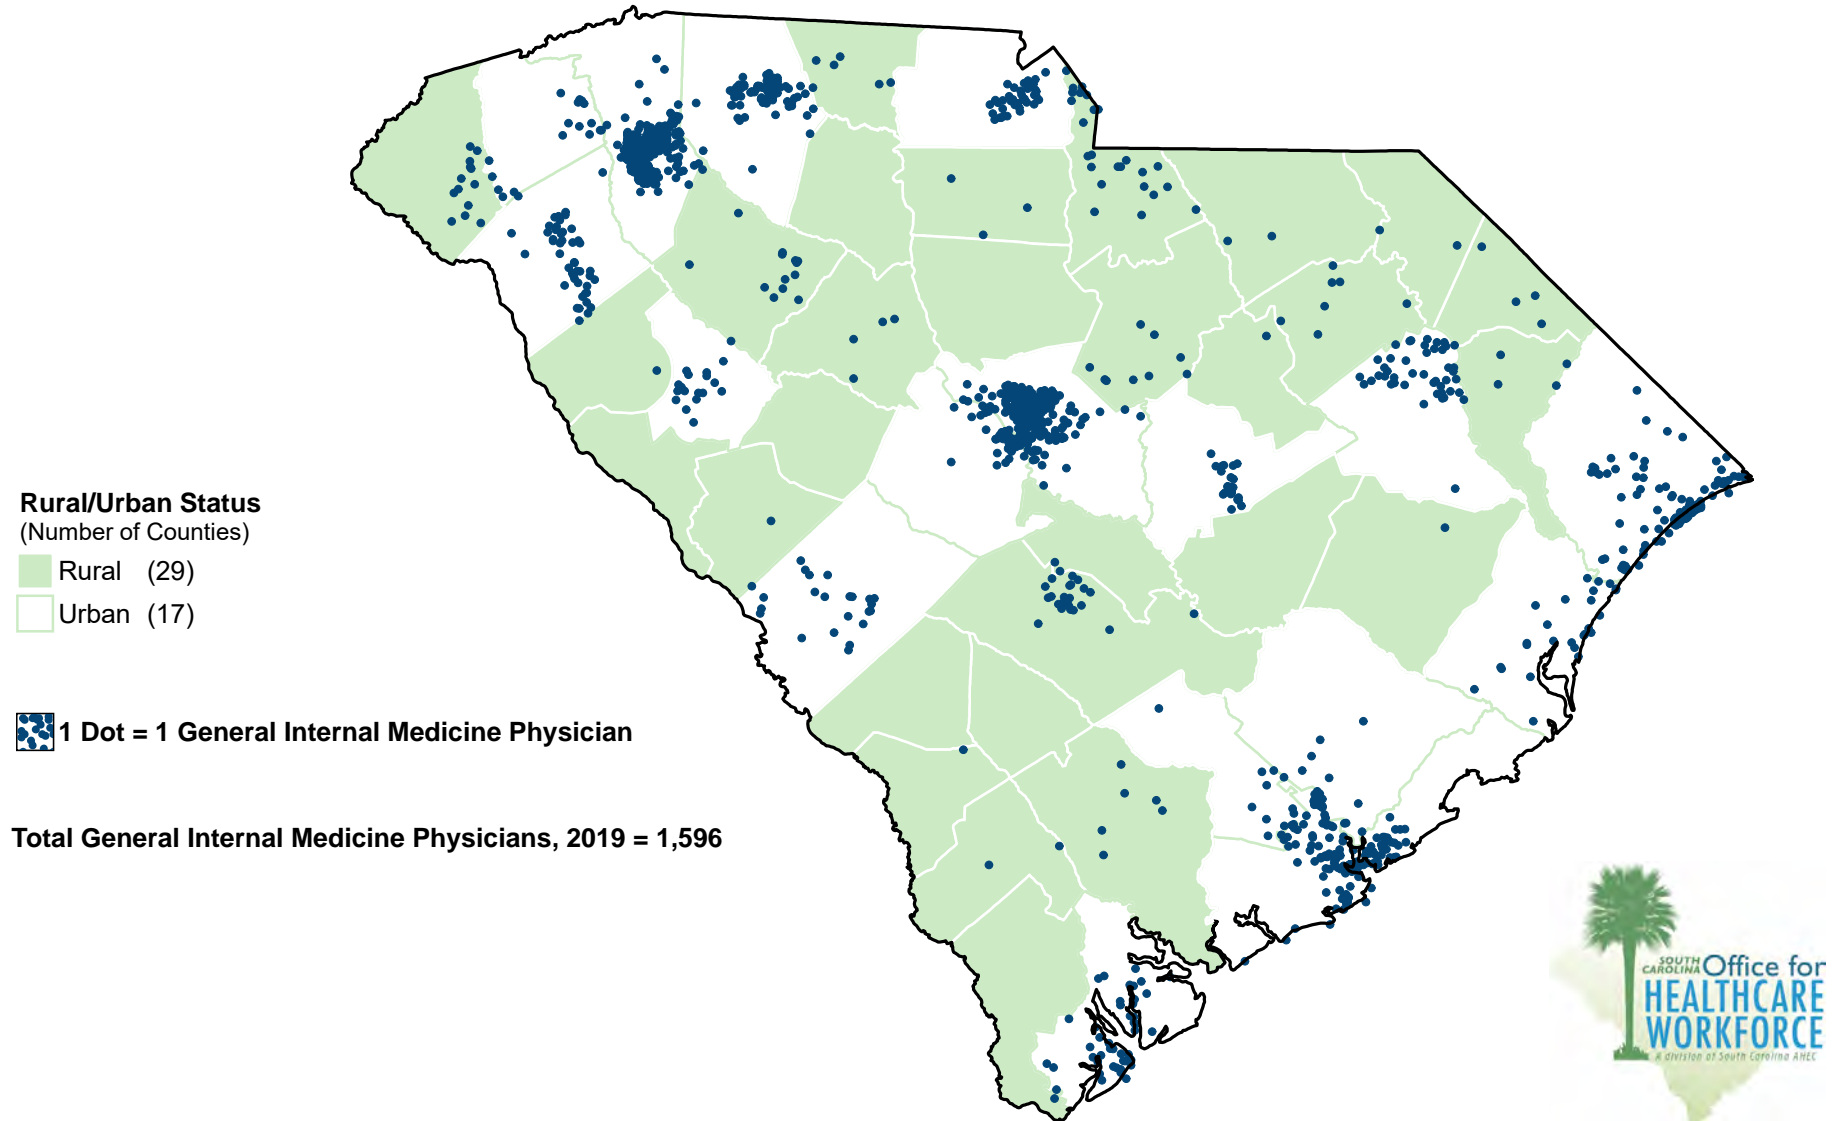 Rural/Urban Status
(Number of Counties)
Rural (29)
Urban (17)
1 Dot = 1 General Internal Medicine Physician
Total General Internal Medicine Physicians, 2019 = 1,596
SOUTH
CAROLINA Office for
HEALTHCARE
WORKFORCE
A division of South Carolina AHEC